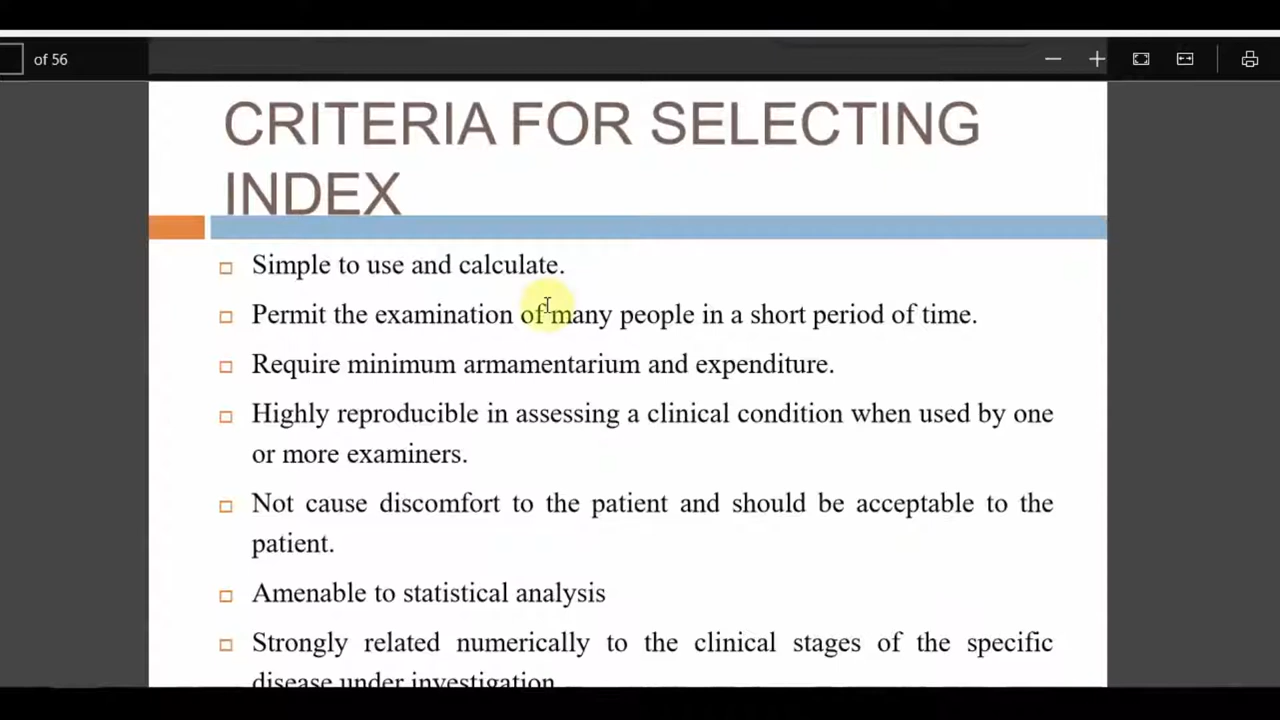 of 56
CRITERIA FOR SELECTING
INDEX
Simple to use and calculate.
Permit the examination of many people in a short period of time.
Require minimum armamentarium and expenditure.
Highly reproducible in assessing a clinical condition when used by one
or more examiners.
Not cause discomfort to the patient and should be acceptable to the
patient.
Amenable to statistical analysis
Strongly related numerically to the clinical stages of the specific
disease under investigation